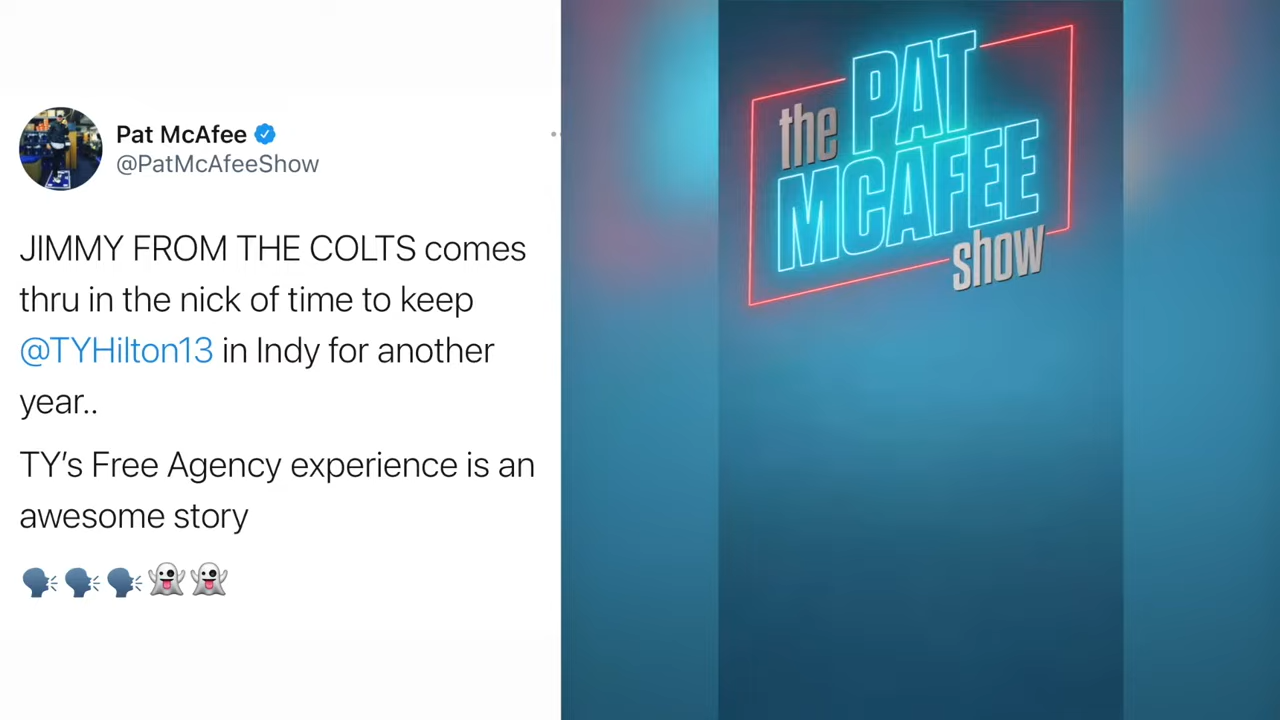 Pat McAfee
@PatMcAfeeShow
JIMMY FROM THE COLTS comes
thru in the nick of time to keep
@TYHilton13 in Indy for another
year..
TY’s Free Agency experience is an
awesome story
🗣🗣🗣👻👻
the PAT
MCAFEE
show